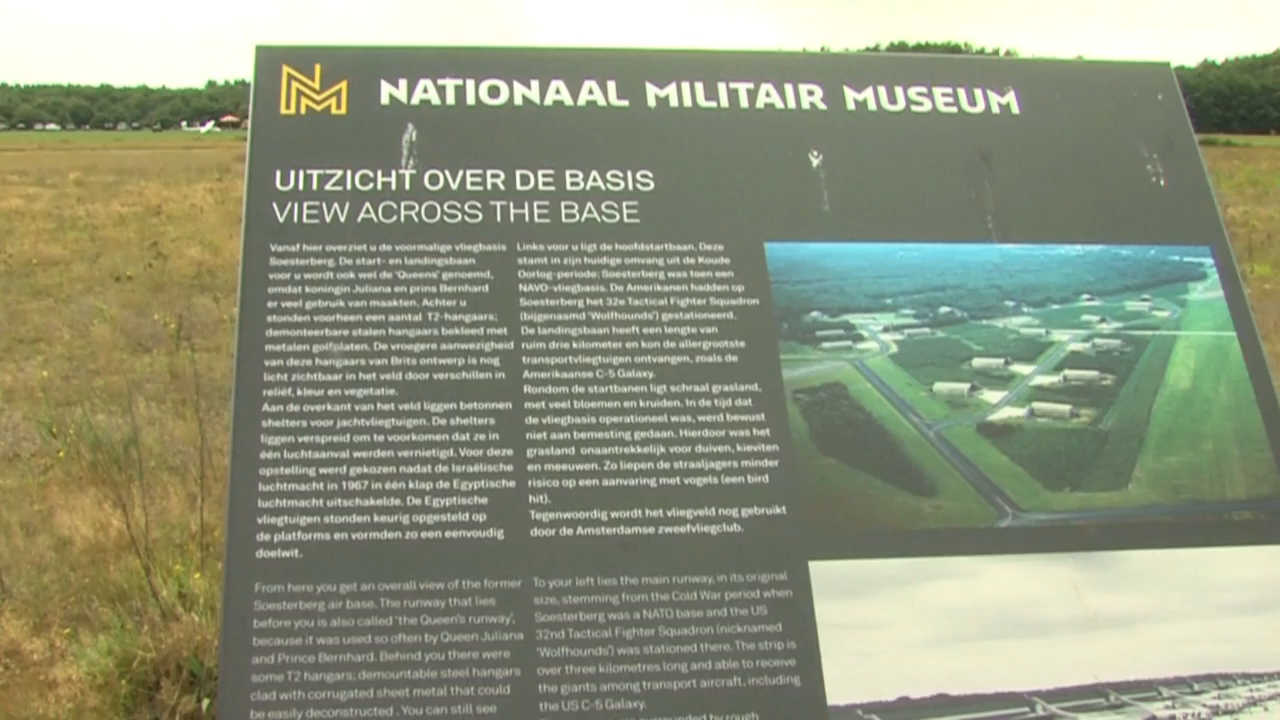 NATIONAAL MILITAIR MUSEUM
UITZICHT OVER DE BASIS
VIEW ACROSS THE BASE
Vanaf hier overziet u de voormalige vliegbasis
Soesterberg. De start- en landingsbaan
voor u wordt ook wel de 'Queens' genoemd,
omdat koningin Juliana en prins Bernhard
er veel gebruik van maakten. Achter u
stonden voorheen een aantal T2-hangaars;
demonteerbare stalen hangaars bekleed met
metalen golfplaten. De vroegere aanwezigheid
van deze hangaars van Brits ontwerp is nog
licht zichtbaar in het veld door verschillen in
reliëf, kleur en vegetatie.
Aan de overkant van het veld liggen betonnen
shelters voor jachtvliegtuigen. De shelters
liggen verspreid om te voorkomen dat ze in
één luchtaanval werden vernietigd. Voor deze
opstelling werd gekozen nadat de Israëlische
luchtmacht in 1967 in één klap de Egyptische
luchtmacht uitschakelde. De Egyptische
vliegtuigen stonden keurig opgesteld op
de platforms en vormden zo een eenvoudig
doelwit.
Links voor u ligt de hoofdstartbaan. Deze
stamt in zijn huidige omvang uit de Koude
Oorlog-periode: Soesterberg was toen een
NAVO-vliegbasis. De Amerikanen hadden op
Soesterberg het 32e Tactical Fighter Squadron
(bijgenaamd 'Wolfhounds') gestationeerd.
De landingsbaan heeft een lengte van
ruim drie kilometer en kon de allergrootste
transportvliegtuigen ontvangen, zoals de
Amerikaanse C-5 Galaxy.
Rondom de startbanen ligt schraal grasland,
met veel bloemen en kruiden. In de tijd dat
de vliegbasis operationeel was, werd bewust
niet aan bemesting gedaan. Hierdoor was het
grasland onaantrekkelijk voor duiven, kieviten
en meeuwen. Zo liepen de straaljagers minder
risico op een aanvaring met vogels (een bird
hit).
Tegenwoordig wordt het vliegveld nog gebruikt
door de Amsterdamse zweefvliegclub.
From here you get an overall view of the former
Soesterberg air base. The runway that lies
before you is also called 'the Queen's runway',
because it was used so often by Queen Juliana
and Prince Bernhard. Behind you there were
some T2 hangars; demountable steel hangars
clad with corrugated sheet metal that could
be easily deconstructed. You can still see
To your left lies the main runway, in its original
size, stemming from the Cold War period when
Soesterberg was a NATO base and the US
32nd Tactical Fighter Squadron (nicknamed
'Wolfhounds') was stationed there. The strip is
over three kilometres long and able to receive
the giants among transport aircraft, including
the US C-5 Galaxy.
surrounded by rough